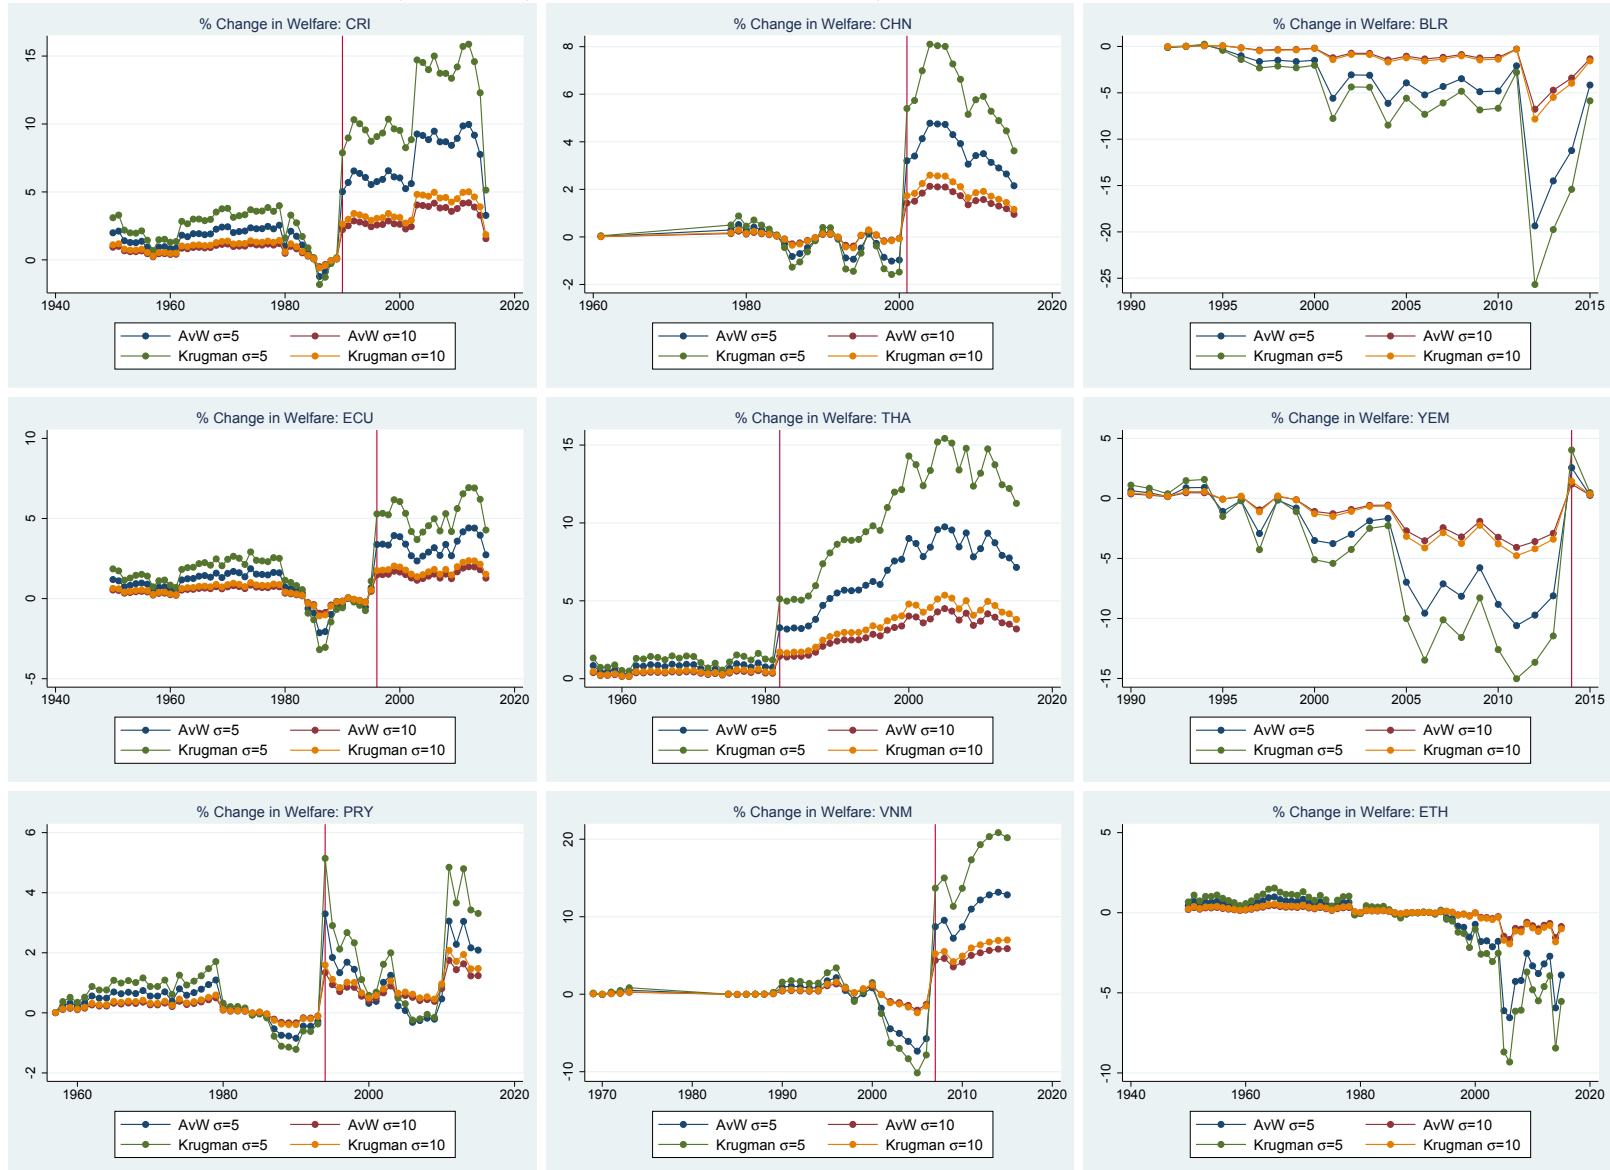 % Change in Welfare: CRI
15
10
5
0
1940 1960 1980 2000 2020
AvW σ=5 AvW σ=10
Krugman σ=5 Krugman σ=10
% Change in Welfare: CHN
8
6
4
2
0
-2
1960 1980 2000 2020
AvW σ=5 AvW σ=10
Krugman σ=5 Krugman σ=10
% Change in Welfare: BLR
0
-5
-10
-15
-20
-25
1990 1995 2000 2005 2010 2015
AvW σ=5 AvW σ=10
Krugman σ=5 Krugman σ=10
% Change in Welfare: ECU
10
5
0
-5
1940 1960 1980 2000 2020
AvW σ=5 AvW σ=10
Krugman σ=5 Krugman σ=10
% Change in Welfare: THA
15
10
5
0
1960 1980 2000 2020
AvW σ=5 AvW σ=10
Krugman σ=5 Krugman σ=10
% Change in Welfare: YEM
5
0
-5
-10
-15
1990 1995 2000 2005 2010 2015
AvW σ=5 AvW σ=10
Krugman σ=5 Krugman σ=10
% Change in Welfare: PRY
6
4
2
0
-2
1960 1980 2000 2020
AvW σ=5 AvW σ=10
Krugman σ=5 Krugman σ=10
% Change in Welfare: VNM
20
10
0
-10
1970 1980 1990 2000 2010 2020
AvW σ=5 AvW σ=10
Krugman σ=5 Krugman σ=10
% Change in Welfare: ETH
5
0
-5
-10
1940 1960 1980 2000 2020
AvW σ=5 AvW σ=10
Krugman σ=5 Krugman σ=10